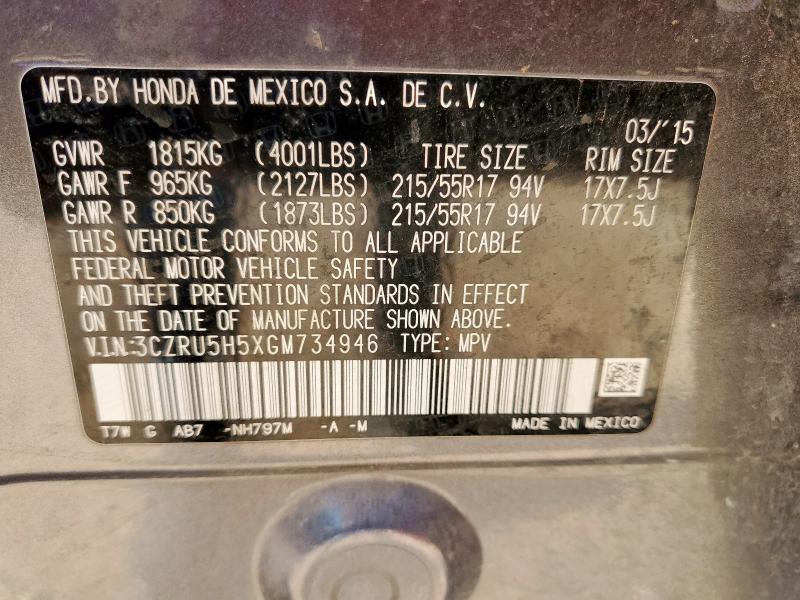 MFD.BY HONDA DE MEXICO S.A. DE C.V.
03/'15
GVWR 1815KG (4001LBS) TIRE SIZE RIM SIZE
GAWR F 965KG (2127LBS) 215/55R17 94V 17X7.5J
GAWR R 850KG (1873LBS) 215/55R17 94V 17X7.5J
THIS VEHICLE CONFORMS TO ALL APPLICABLE
FEDERAL MOTOR VEHICLE SAFETY
AND THEFT PREVENTION STANDARDS IN EFFECT
ON THE DATE OF MANUFACTURE SHOWN ABOVE.
V.I.N:3CZRU5H5XGM734946 TYPE: MPV
T7W G AB7 -NH797M -A -M MADE IN MEXICO